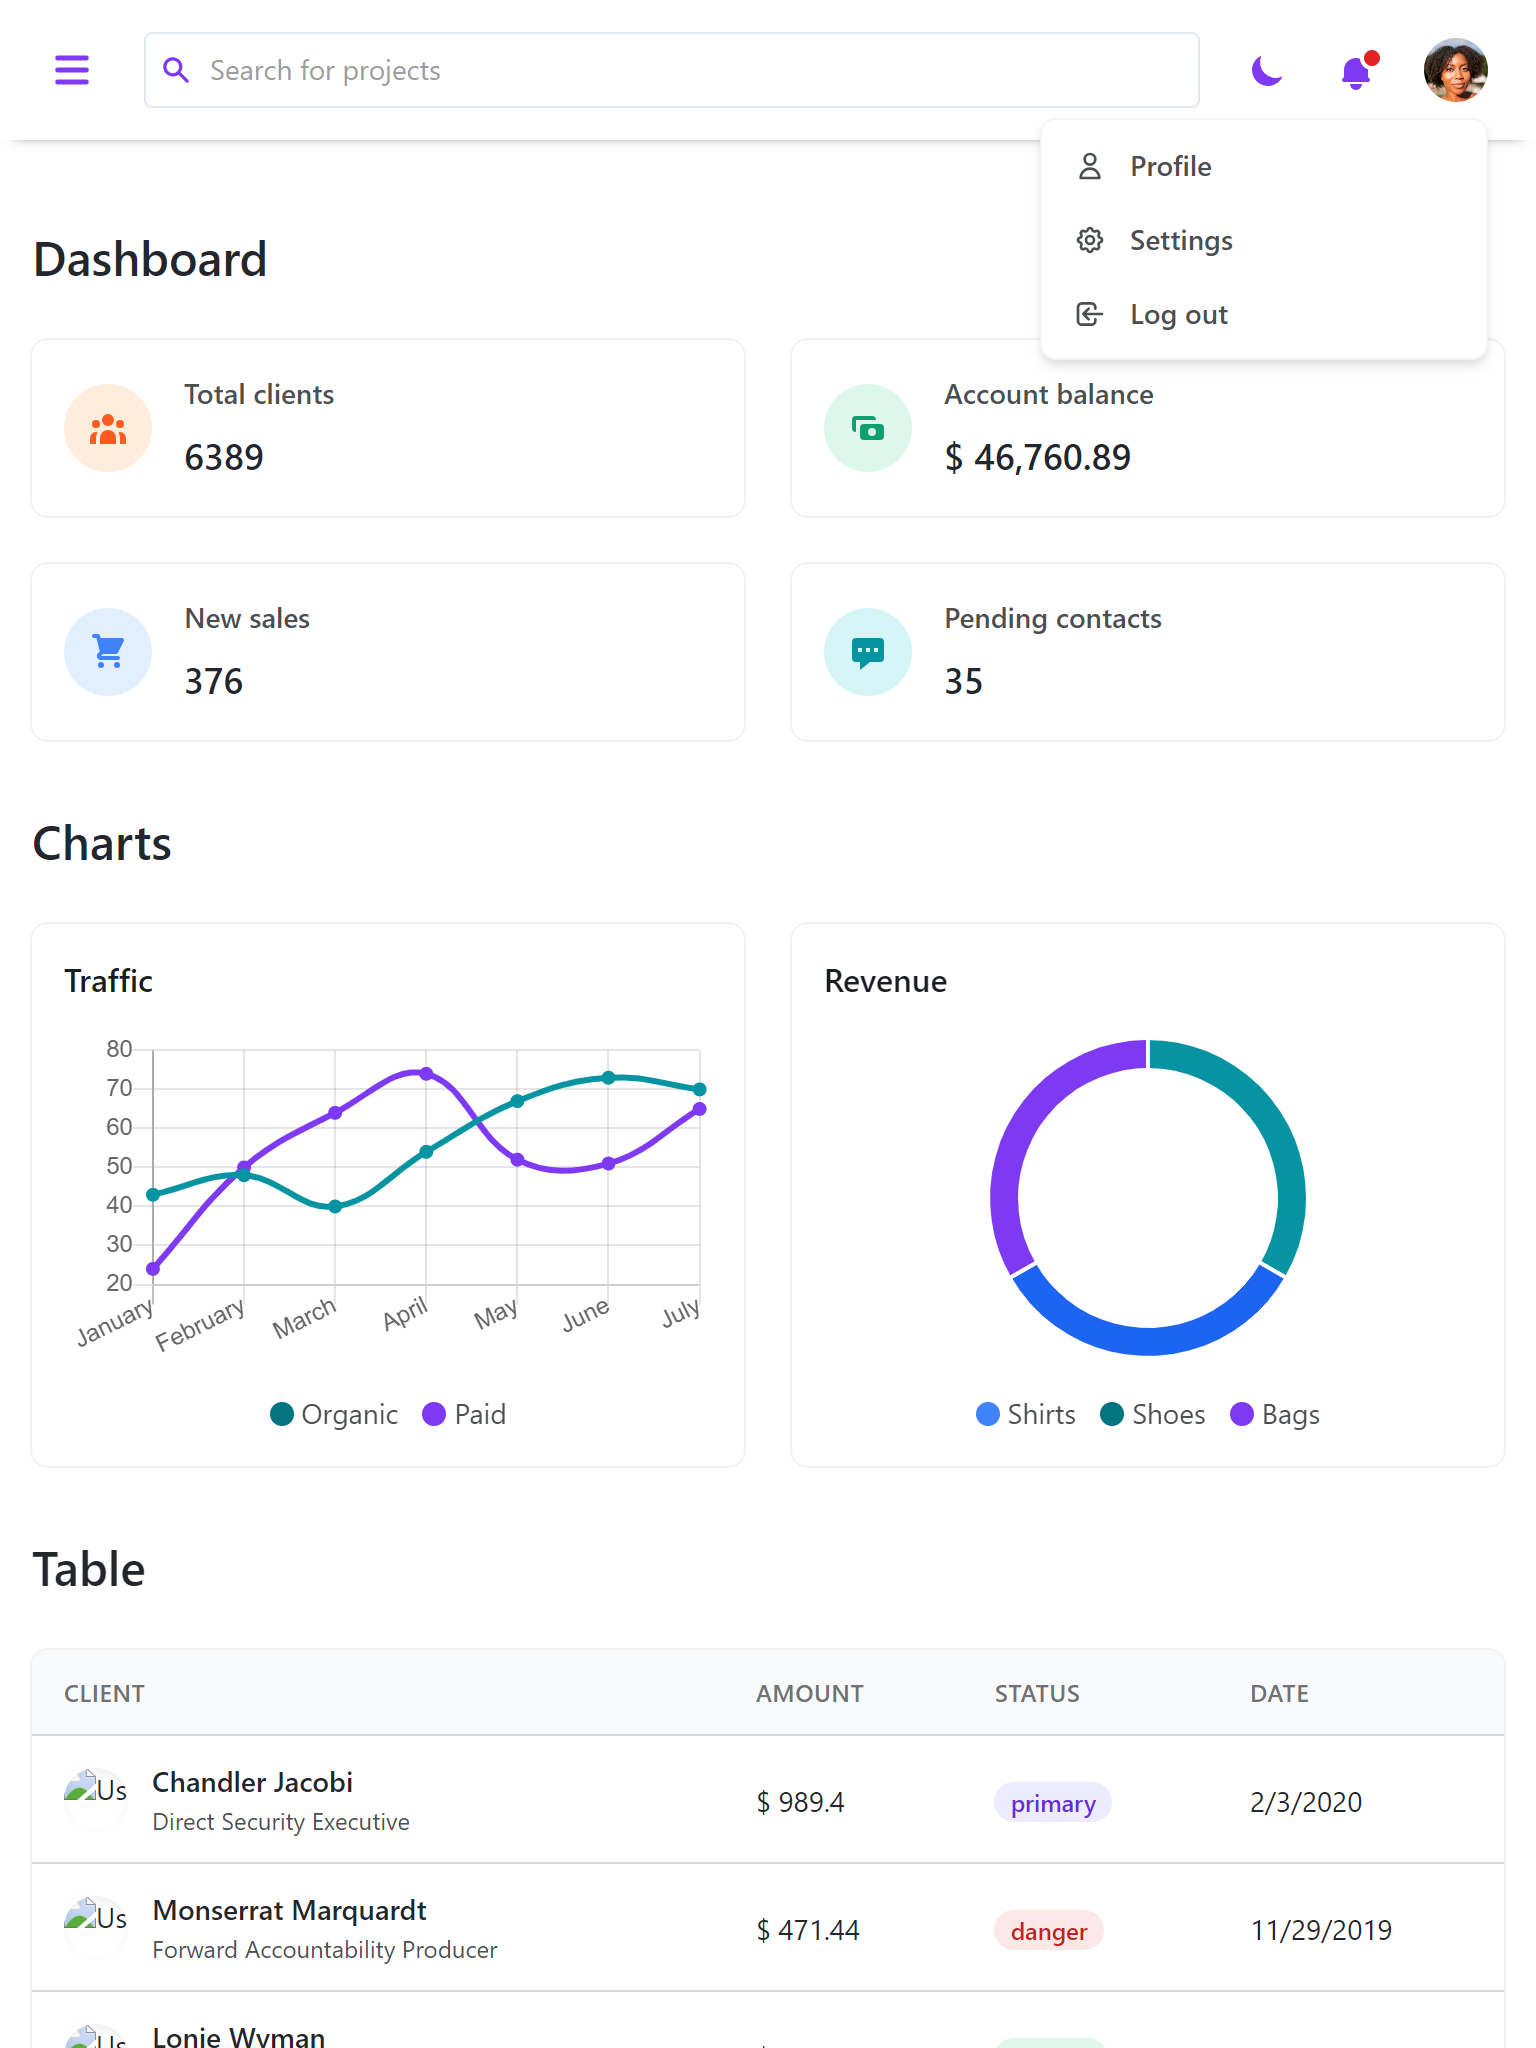 Search for projects
Profile
Settings
Log out
Dashboard
Total clients
6389
Account balance
$ 46,760.89
New sales
376
Pending contacts
35
Charts
Traffic
80
70
60
50
40
30
20
January February March April May June July
Organic Paid
Revenue
Shirts Shoes Bags
Table
CLIENT AMOUNT STATUS DATE
Us Chandler Jacobi
Direct Security Executive
$ 989.4 primary 2/3/2020
Us Monserrat Marquardt
Forward Accountability Producer
$ 471.44 danger 11/29/2019
Us Lonie Wyman